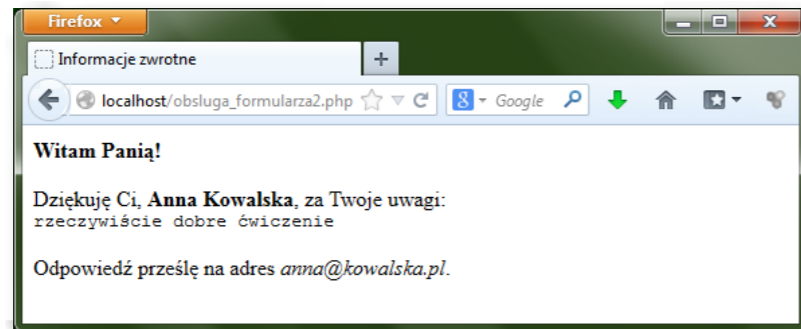 Firefox
Informacje zwrotne
localhost/obsluga_formularza2.php
Google
Witam Panią!
Dziękuję Ci, Anna Kowalska, za Twoje uwagi:
rzeczywiście dobre ćwiczenie
Odpowiedź prześlę na adres anna@kowalska.pl.